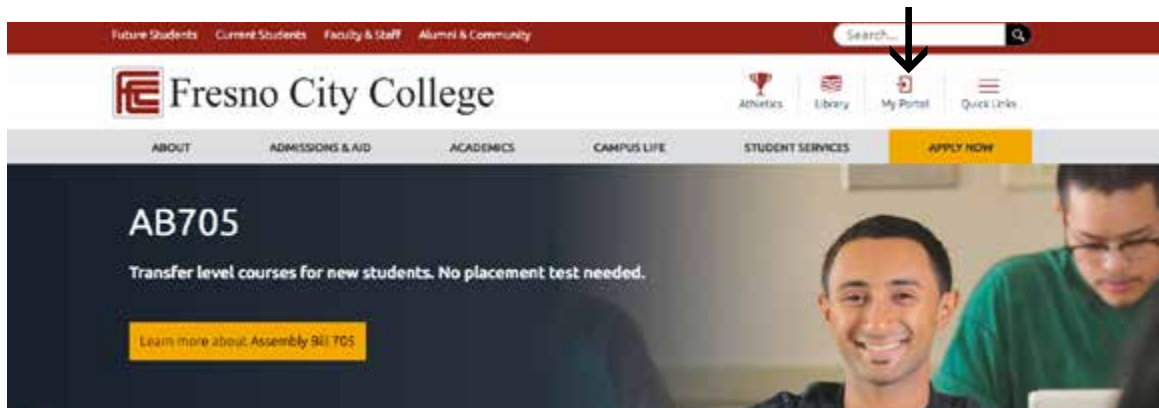 Future Students Current Students Faculty & Staff Alumni & Community Search...
FCC Fresno City College
Athletics Library My Portal Quick Links
ABOUT ADMISSIONS & AID ACADEMICS CAMPUS LIFE STUDENT SERVICES APPLY NOW
AB705
Transfer level courses for new students. No placement test needed.
Learn more about Assembly Bill 705